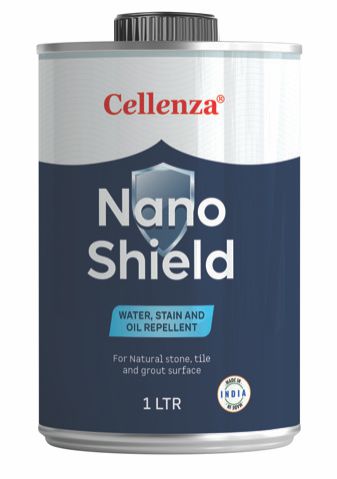 Cellenza®
Nano
Shield
WATER, STAIN AND
OIL REPELLENT
For Natural stone, tile
and grout surface
MADE IN
INDIA
1 LTR